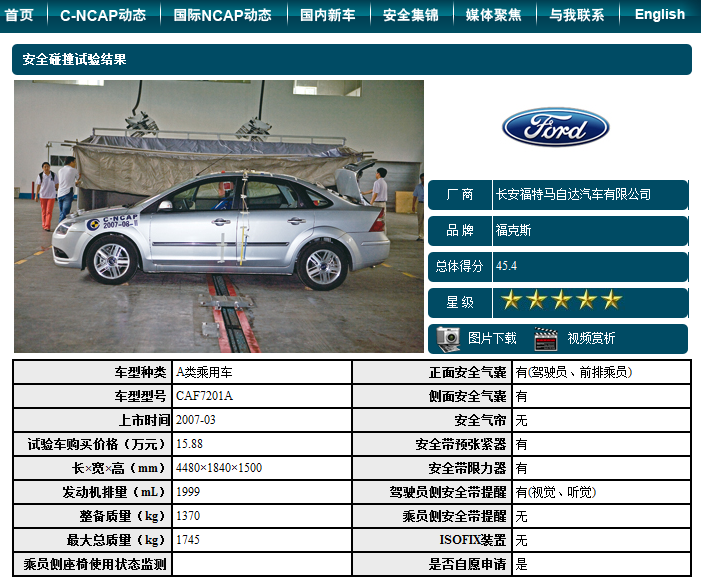 首页 C-NCAP动态 国际NCAP动态 国内新车 安全集锦 媒体聚焦 与我联系 English
安全碰撞试验结果
C-NCAP
Ford
厂 商 长安福特马自达汽车有限公司
品 牌 福克斯
总体得分 45.4
星 级
图片下载 视频赏析
车型种类 A类乘用车 正面安全气囊 有(驾驶员、前排乘员)
车型型号 CAF7201A 侧面安全气囊 有
上市时间 2007-03 安全气帘 无
试验车购买价格（万元） 15.88 安全带预张紧器 有
长×宽×高（mm） 4480×1840×1500 安全带限力器 有
发动机排量（mL） 1999 驾驶员侧安全带提醒 有(视觉、听觉)
整备质量（kg） 1370 乘员侧安全带提醒 无
最大总质量（kg） 1745 ISOFIX装置 无
乘员侧座椅使用状态监测 是否自愿申请 是